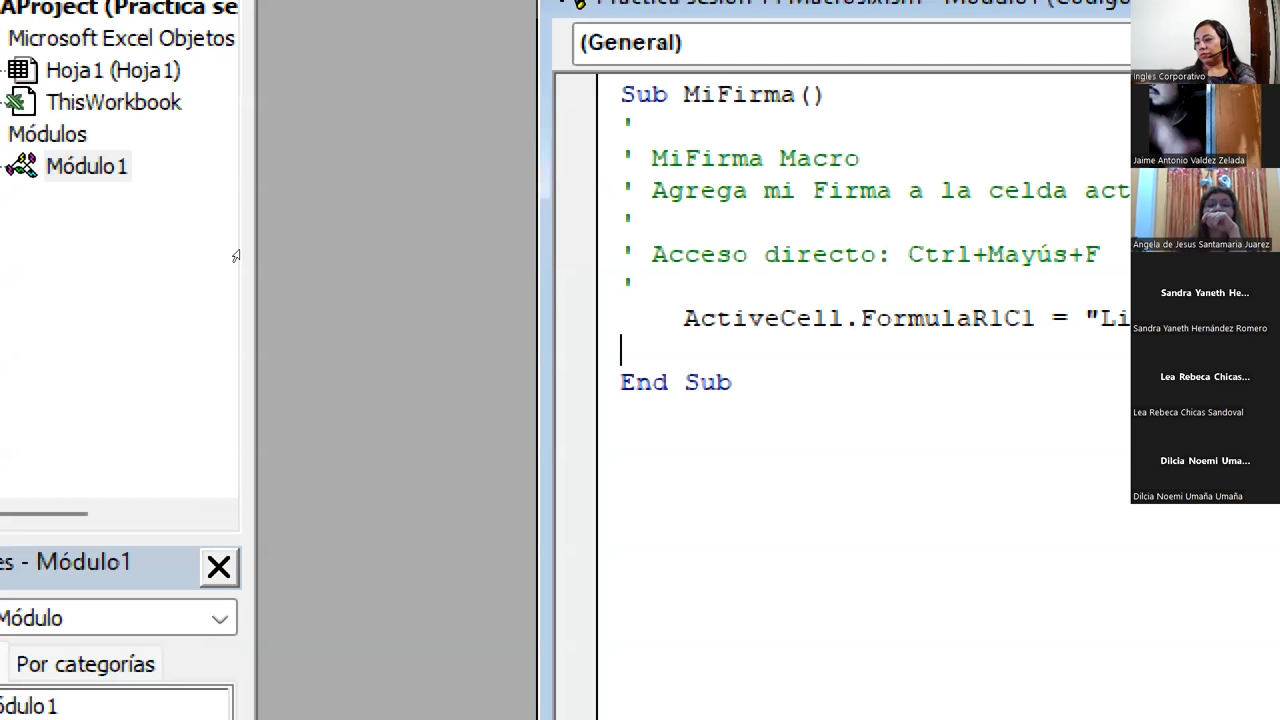 AProject (Práctica se
Microsoft Excel Objetos
Hoja1 (Hoja1)
ThisWorkbook
Módulos
Módulo1
es - Módulo1
Módulo
Por categorías
ódulo1
(General)
Sub MiFirma()
'
' MiFirma Macro
' Agrega mi Firma a la celda act
'
' Acceso directo: Ctrl+Mayús+F
'
ActiveCell.FormulaR1C1 = "Li
End Sub
Ingles Corporativo
Jaime Antonio Valdez Zelada
Angela de Jesus Santamaria Juarez
Sandra Yaneth He...
Sandra Yaneth Hernández Romero
Lea Rebeca Chicas...
Lea Rebeca Chicas Sandoval
Dilcia Noemi Uma...
Dilcia Noemi Umaña Umaña